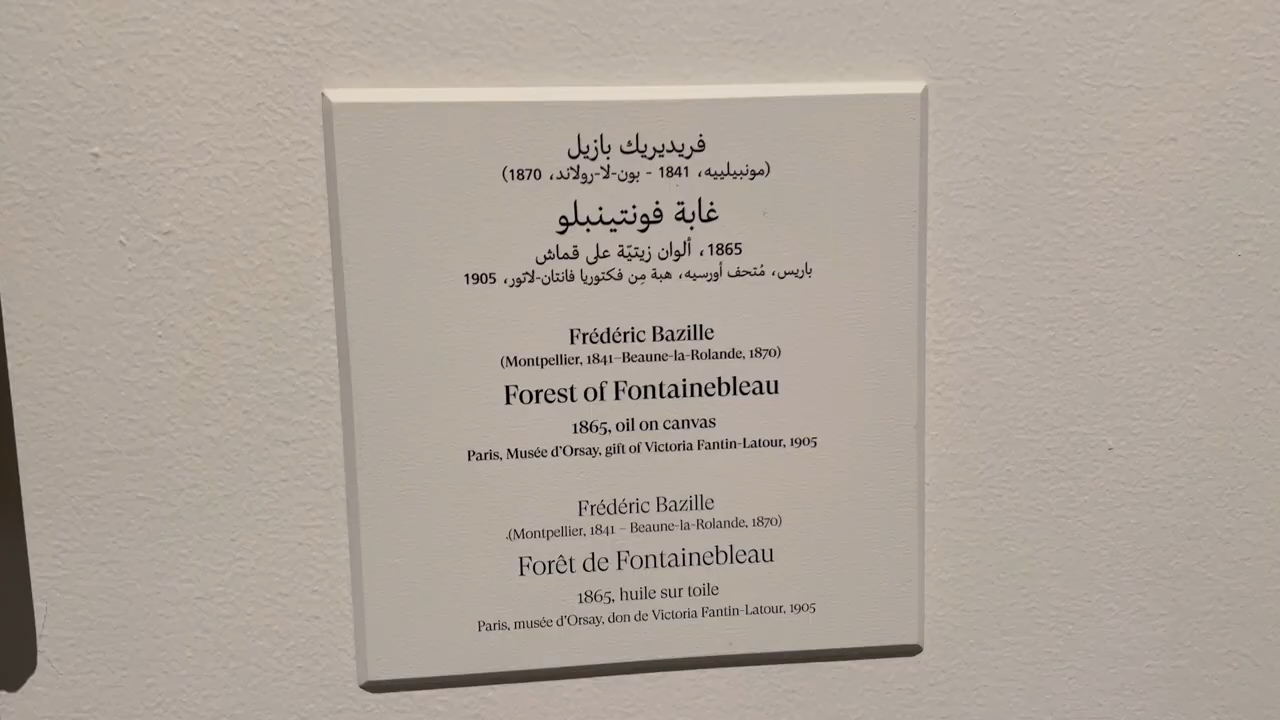 فريديريك بازيل
(مونبيلييه، 1841 - بون-لا-رولاند، 1870)
غابة فونتينبلو
1865، ألوان زيتيّة على قماش
باريس، مُتحف أورسيه، هبة مِن فكتوريا فانتان-لاتور، 1905
Frédéric Bazille
(Montpellier, 1841–Beaune-la-Rolande, 1870)
Forest of Fontainebleau
1865, oil on canvas
Paris, Musée d'Orsay, gift of Victoria Fantin-Latour, 1905
Frédéric Bazille
.(Montpellier, 1841 – Beaune-la-Rolande, 1870)
Forêt de Fontainebleau
1865, huile sur toile
Paris, musée d'Orsay, don de Victoria Fantin-Latour, 1905